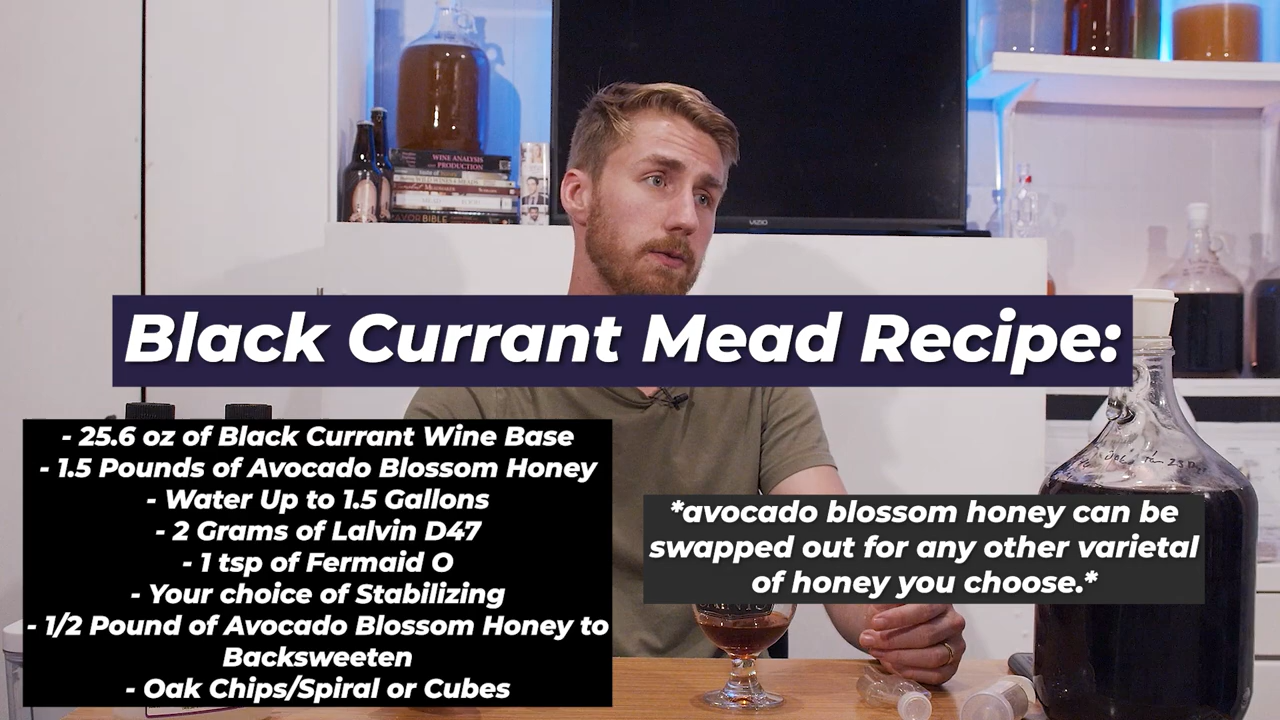 WINE ANALYSIS
PRODUCTION
VIZIO
BIBLE
Black Currant Mead Recipe:
- 25.6 oz of Black Currant Wine Base
- 1.5 Pounds of Avocado Blossom Honey
- Water Up to 1.5 Gallons
- 2 Grams of Lalvin D47
- 1 tsp of Fermaid O
- Your choice of Stabilizing
- 1/2 Pound of Avocado Blossom Honey to
Backsweeten
- Oak Chips/Spiral or Cubes
*avocado blossom honey can be
swapped out for any other varietal
of honey you choose.*